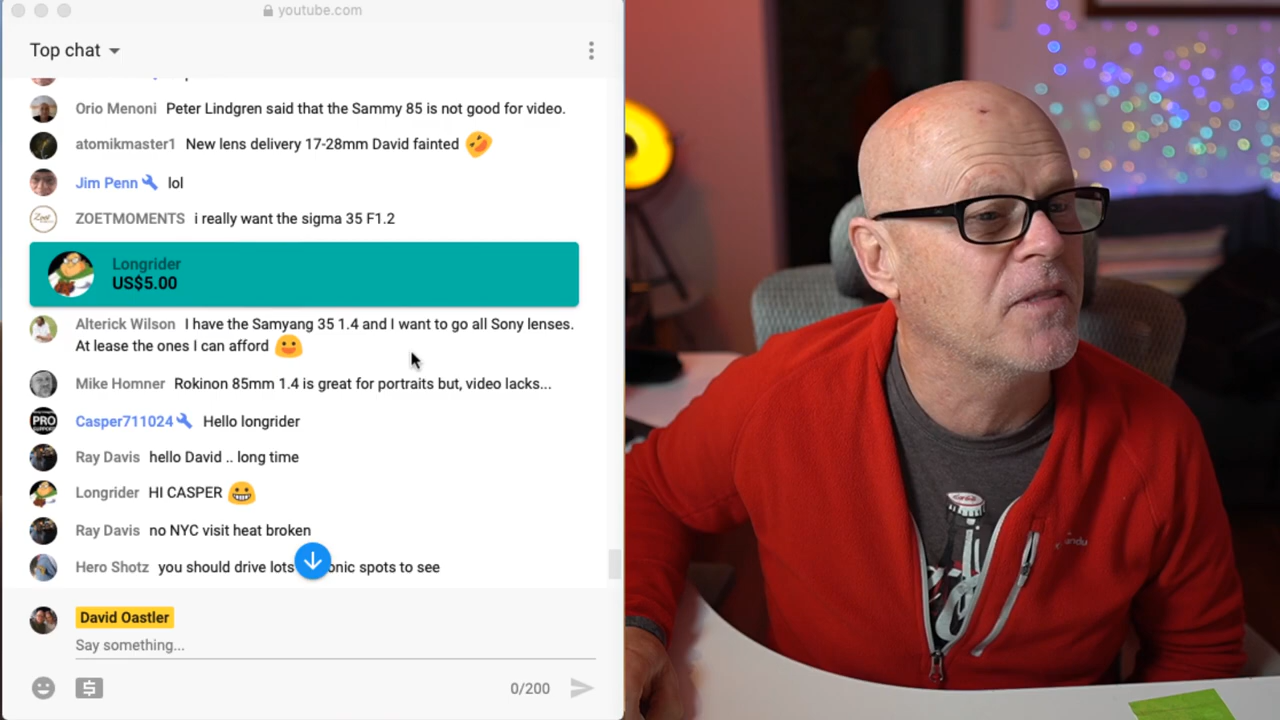 youtube.com
Top chat
Orio Menoni Peter Lindgren said that the Sammy 85 is not good for video.
atomikmaster1 New lens delivery 17-28mm David fainted
Jim Penn lol
ZOETMOMENTS i really want the sigma 35 F1.2
Longrider
US$5.00
Alterick Wilson I have the Samyang 35 1.4 and I want to go all Sony lenses.
At lease the ones I can afford
Mike Homner Rokinon 85mm 1.4 is great for portraits but, video lacks...
PRO
Casper711024 Hello longrider
Ray Davis hello David .. long time
Longrider HI CASPER
Ray Davis no NYC visit heat broken
Hero Shotz you should drive lots spots to see
David Oastler
Say something...
0/200